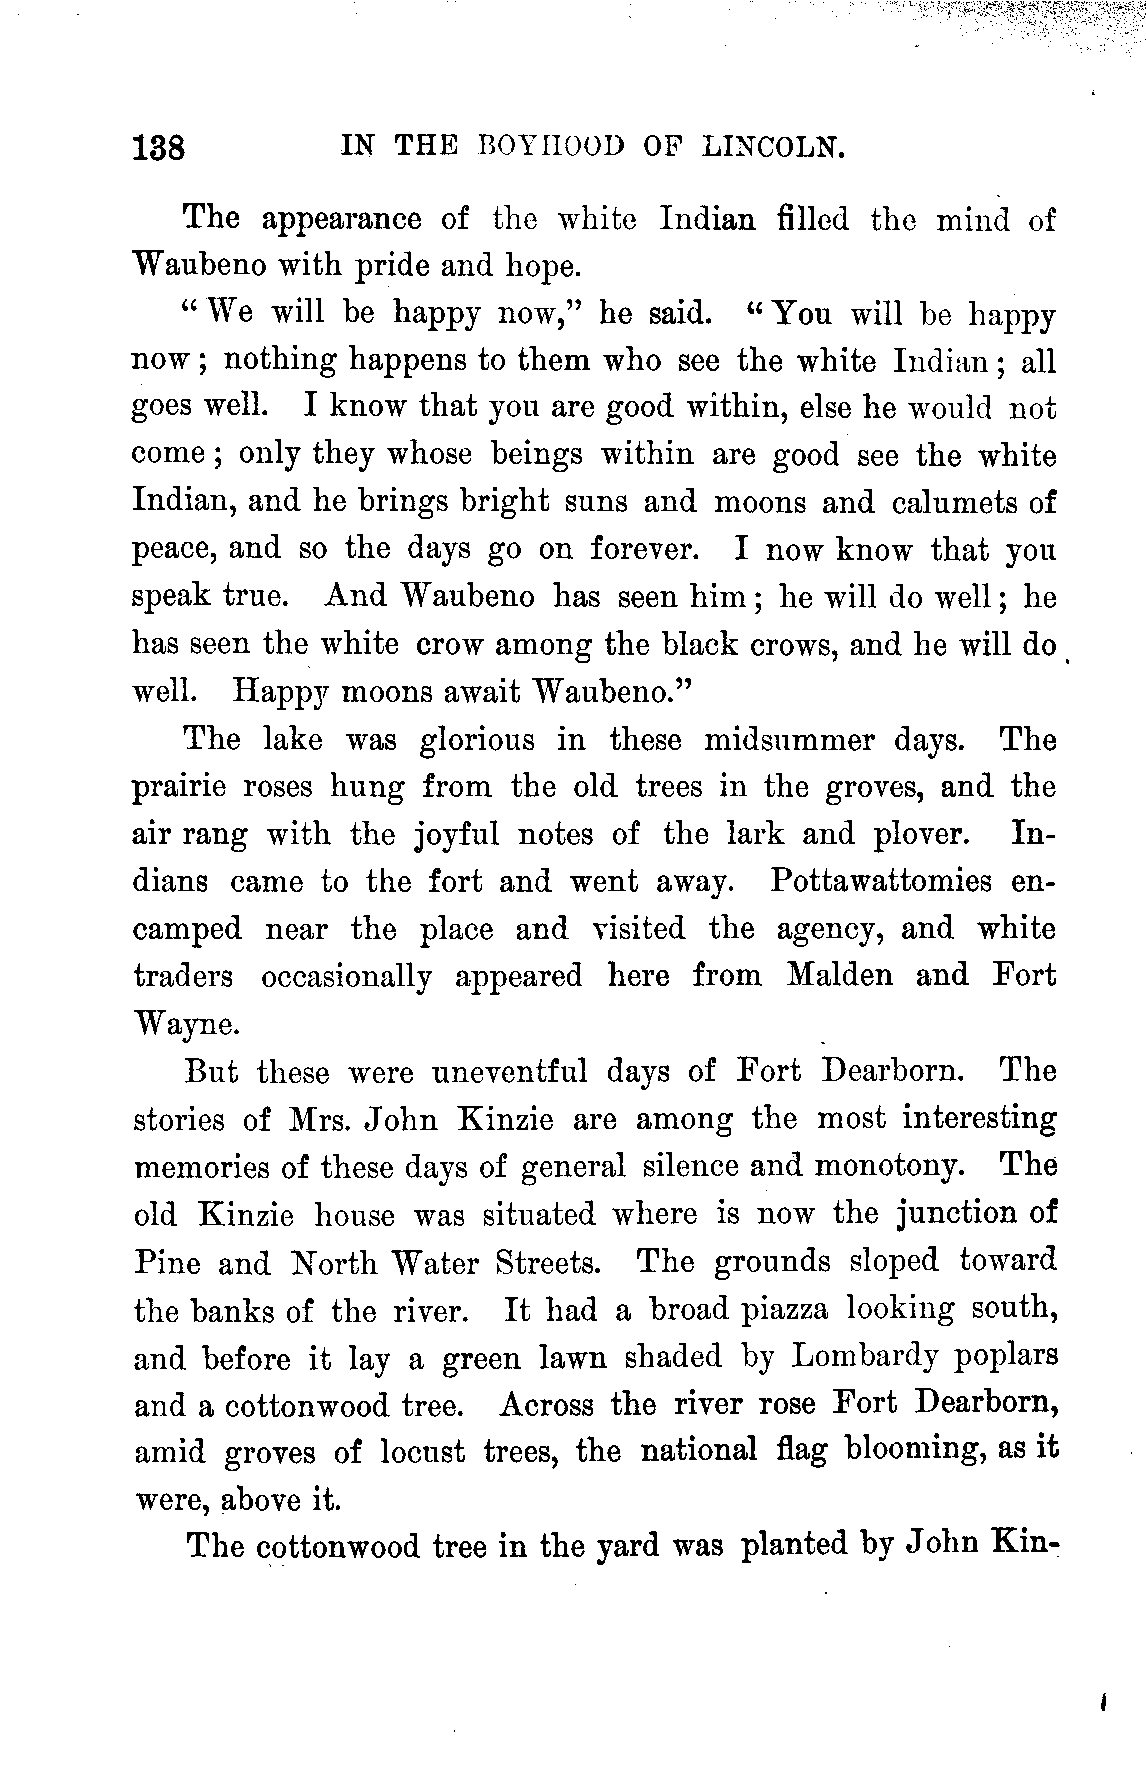 138 IN THE BOYHOOD OF LINCOLN.
The appearance of the white Indian filled the mind of
Waubeno with pride and hope.
“ We will be happy now,” he said. “ You will be happy
now ; nothing happens to them who see the white Indian ; all
goes well. I know that you are good within, else he would not
come ; only they whose beings within are good see the white
Indian, and he brings bright suns and moons and calumets of
peace, and so the days go on forever. I now know that you
speak true. And Waubeno has seen him ; he will do well ; he
has seen the white crow among the black crows, and he will do
well. Happy moons await Waubeno.”
The lake was glorious in these midsummer days. The
prairie roses hung from the old trees in the groves, and the
air rang with the joyful notes of the lark and plover. In-
dians came to the fort and went away. Pottawattomies en-
camped near the place and visited the agency, and white
traders occasionally appeared here from Malden and Fort
Wayne.
But these were uneventful days of Fort Dearborn. The
stories of Mrs. John Kinzie are among the most interesting
memories of these days of general silence and monotony. The
old Kinzie house was situated where is now the junction of
Pine and North Water Streets. The grounds sloped toward
the banks of the river. It had a broad piazza looking south,
and before it lay a green lawn shaded by Lombardy poplars
and a cottonwood tree. Across the river rose Fort Dearborn,
amid groves of locust trees, the national flag blooming, as it
were, above it.
The cottonwood tree in the yard was planted by John Kin-